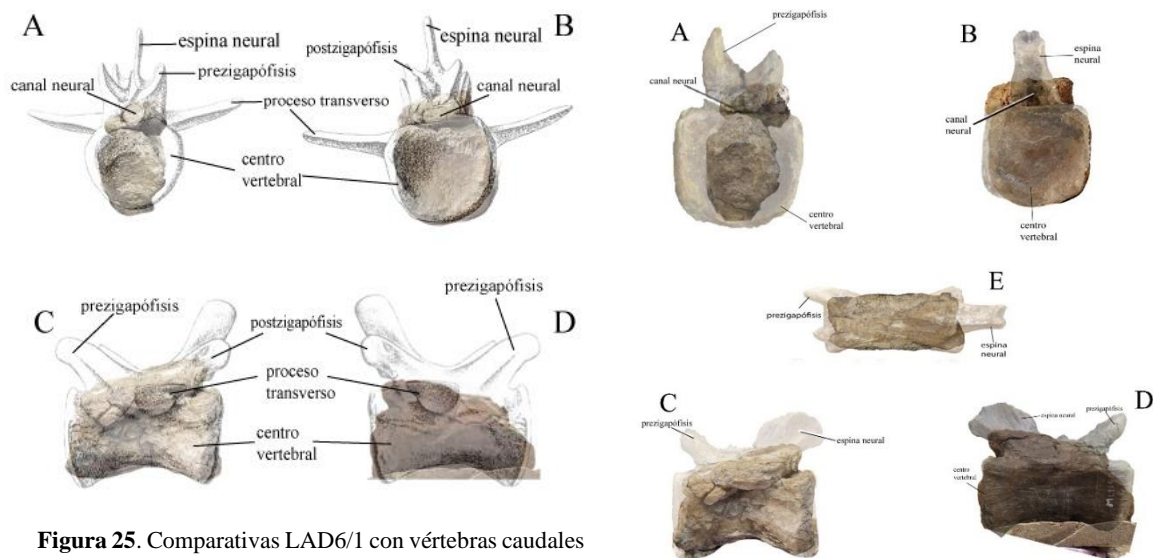 A
espina neural
prezigapófisis
canal neural
proceso transverso
centro
vertebral
B
espina neural
postzigapófisis
canal neural
C
prezigapófisis
postzigapófisis
proceso
transverso
centro
vertebral
D
prezigapófisis
Figura 25. Comparativas LAD6/1 con vértebras caudales
A
prezigapófisis
canal neural
centro
vertebral
B
espina
neural
canal
neural
centro
vertebral
E
prezigapófisis
espina
neural
C
prezigapófisis
espina neural
D
espina neural
prezigapófisis
centro
vertebral